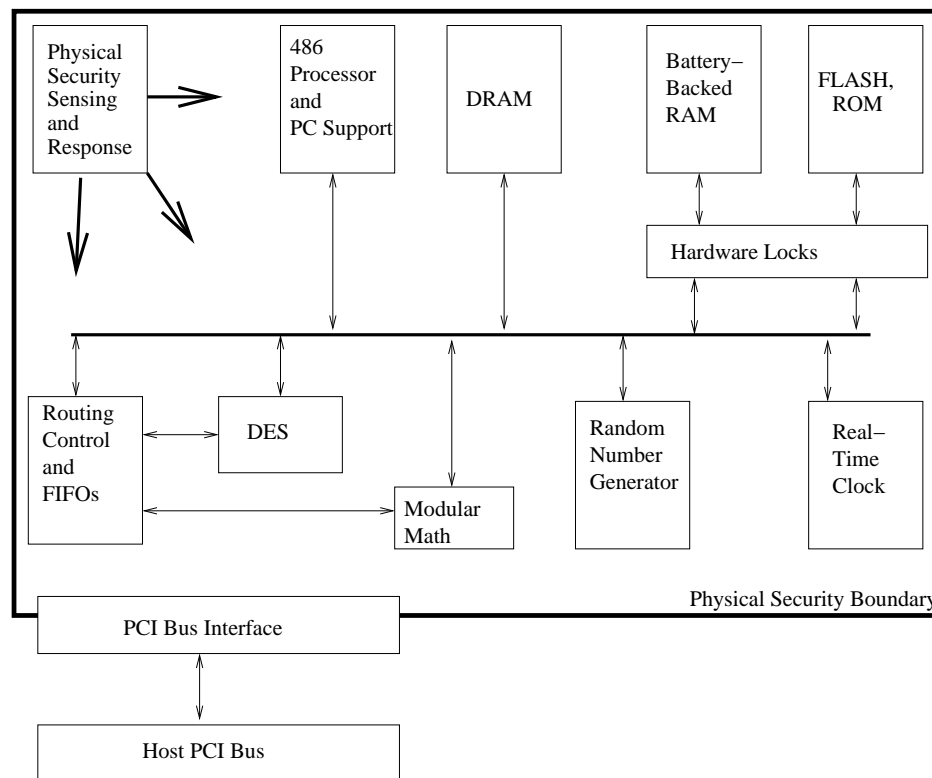 Physical
Security
Sensing
and
Response
486
Processor
and
PC Support
DRAM
Battery–
Backed
RAM
FLASH,
ROM
Hardware Locks
Routing
Control
and
FIFOs
DES
Modular
Math
Random
Number
Generator
Real–
Time
Clock
Physical Security Boundary
PCI Bus Interface
Host PCI Bus